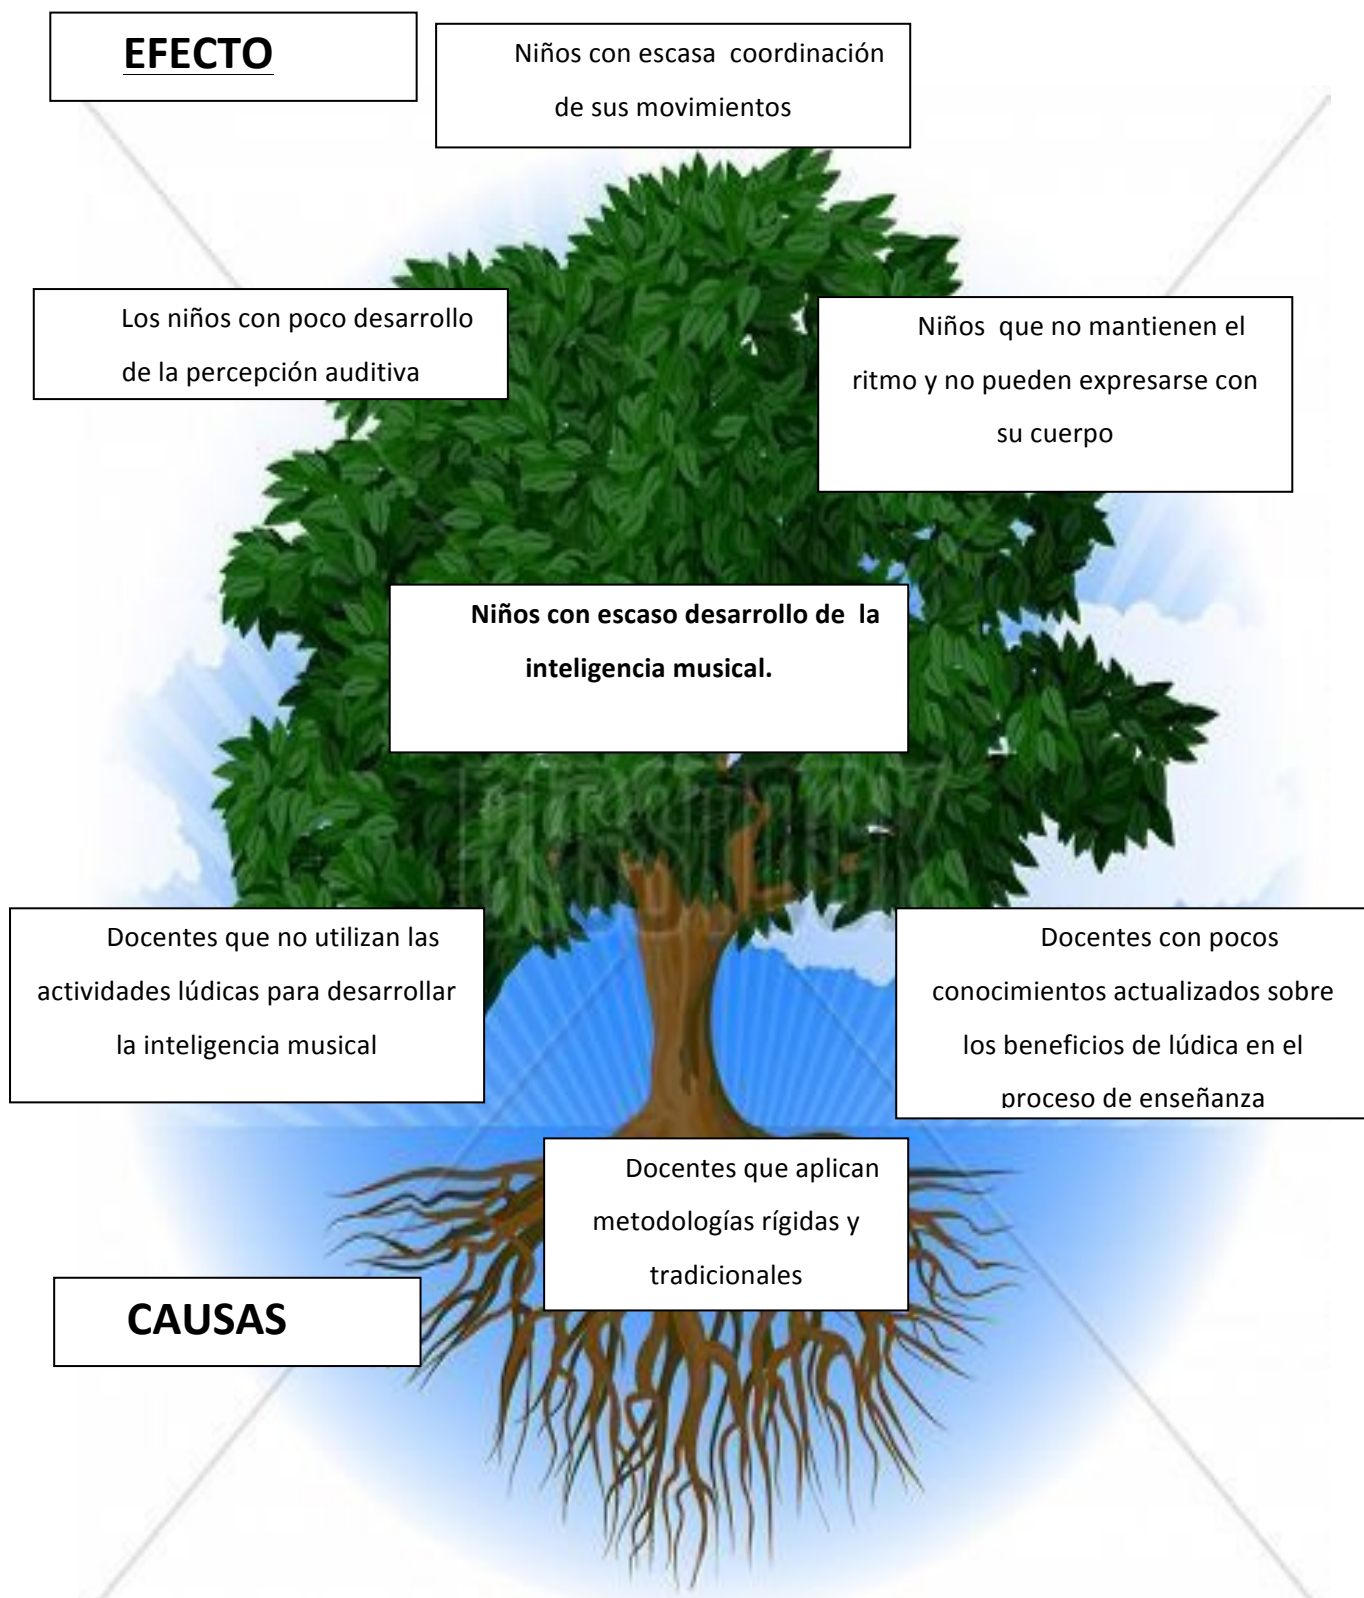 EFECTO
Niños con escasa coordinación
de sus movimientos
Los niños con poco desarrollo
de la percepción auditiva
Niños que no mantienen el
ritmo y no pueden expresarse con
su cuerpo
Niños con escaso desarrollo de la
inteligencia musical.
Docentes que no utilizan las
actividades lúdicas para desarrollar
la inteligencia musical
Docentes con pocos
conocimientos actualizados sobre
los beneficios de lúdica en el
proceso de enseñanza
Docentes que aplican
metodologías rígidas y
tradicionales
CAUSAS